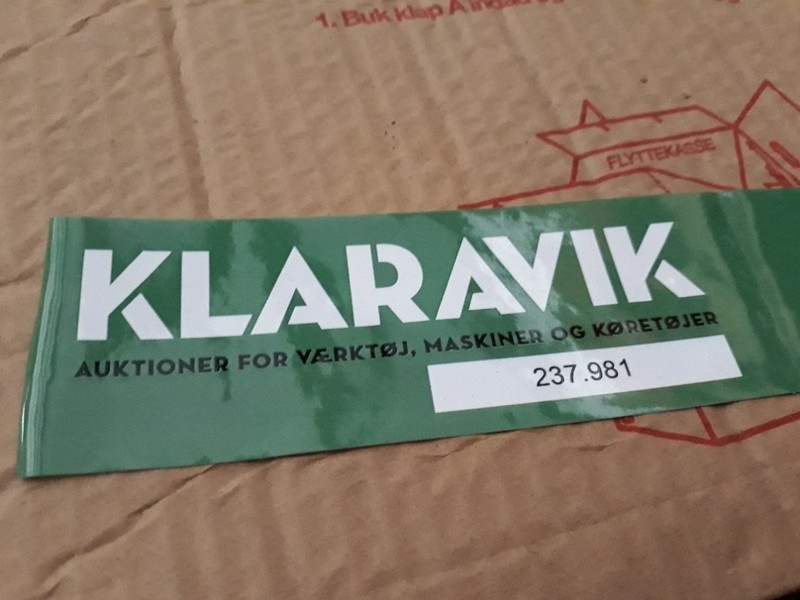 1. Buk klap A
FLYTTEKASSE
KLARAVIK
AUKTIONER FOR VÆRKTØJ, MASKINER OG KØRETØJER
237.981